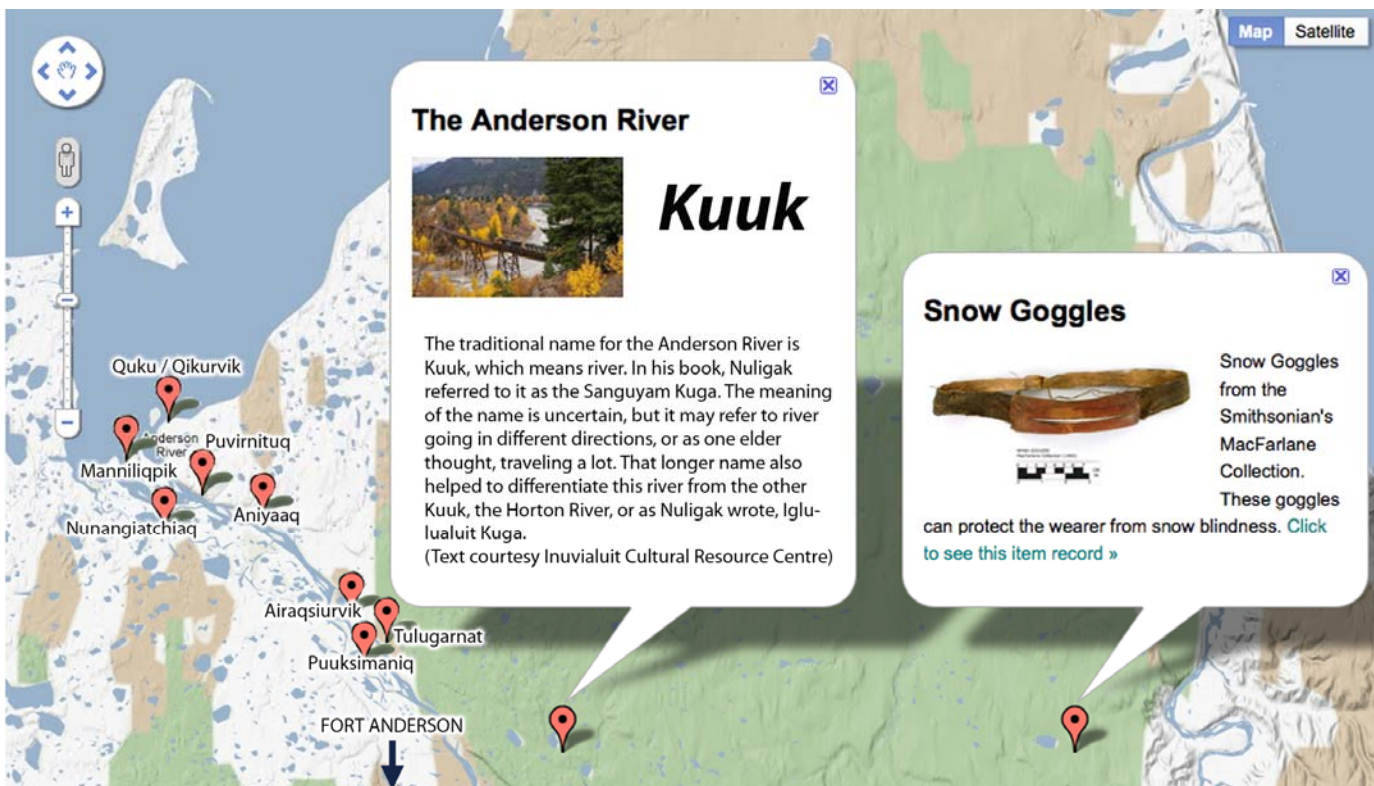 Map Satellite
The Anderson River
Kuuk
The traditional name for the Anderson River is
Kuuk, which means river. In his book, Nuligak
referred to it as the Sanguyam Kuga. The meaning
of the name is uncertain, but it may refer to river
going in different directions, or as one elder
thought, traveling a lot. That longer name also
helped to differentiate this river from the other
Kuuk, the Horton River, or as Nuligak wrote, Iglu-
lualuit Kuga.
(Text courtesy Inuvialuit Cultural Resource Centre)
Snow Goggles
Snow Goggles
from the
Smithsonian's
MacFarlane
Collection.
These goggles
can protect the wearer from snow blindness. Click
to see this item record »
Quku / Qikurvik
Anderson
River
Puvirnituq
Manniliqpik
Nunangiatchiaq
Aniyaaq
Airaqsiurvik
Tulugarnat
Puuksimaniq
FORT ANDERSON